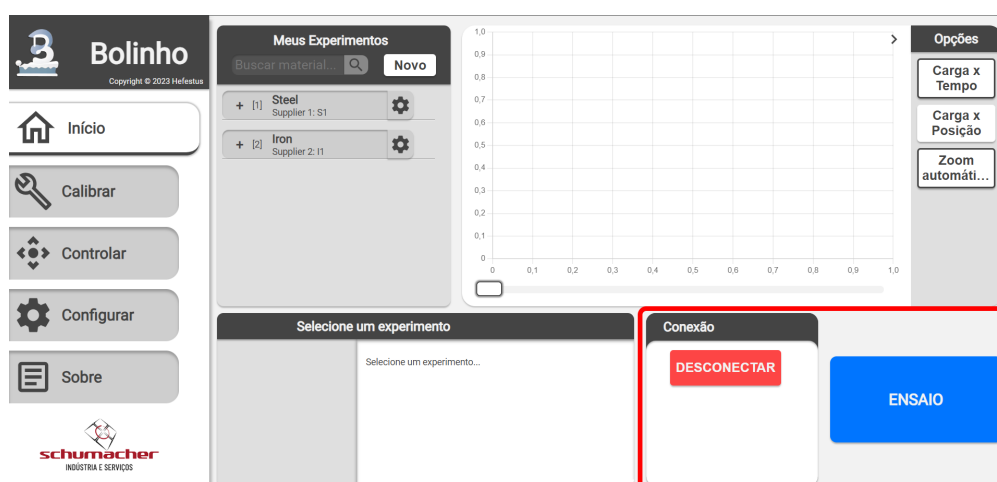 Bolinho
Copyright © 2023 Hefestus
Início
Calibrar
Controlar
Configurar
Sobre
schumacher
INDÚSTRIA E SERVIÇOS
Meus Experimentos
Buscar material...
Novo
+ [1] Steel
Supplier 1: S1
+ [2] Iron
Supplier 2: I1
1,0
0,9
0,8
0,7
0,6
0,5
0,4
0,3
0,2
0,1
0
0 0,1 0,2 0,3 0,4 0,5 0,6 0,7 0,8 0,9 1,0
Opções
Carga x
Tempo
Carga x
Posição
Zoom
automáti...
Selecione um experimento
Selecione um experimento...
Conexão
DESCONECTAR
ENSAIO